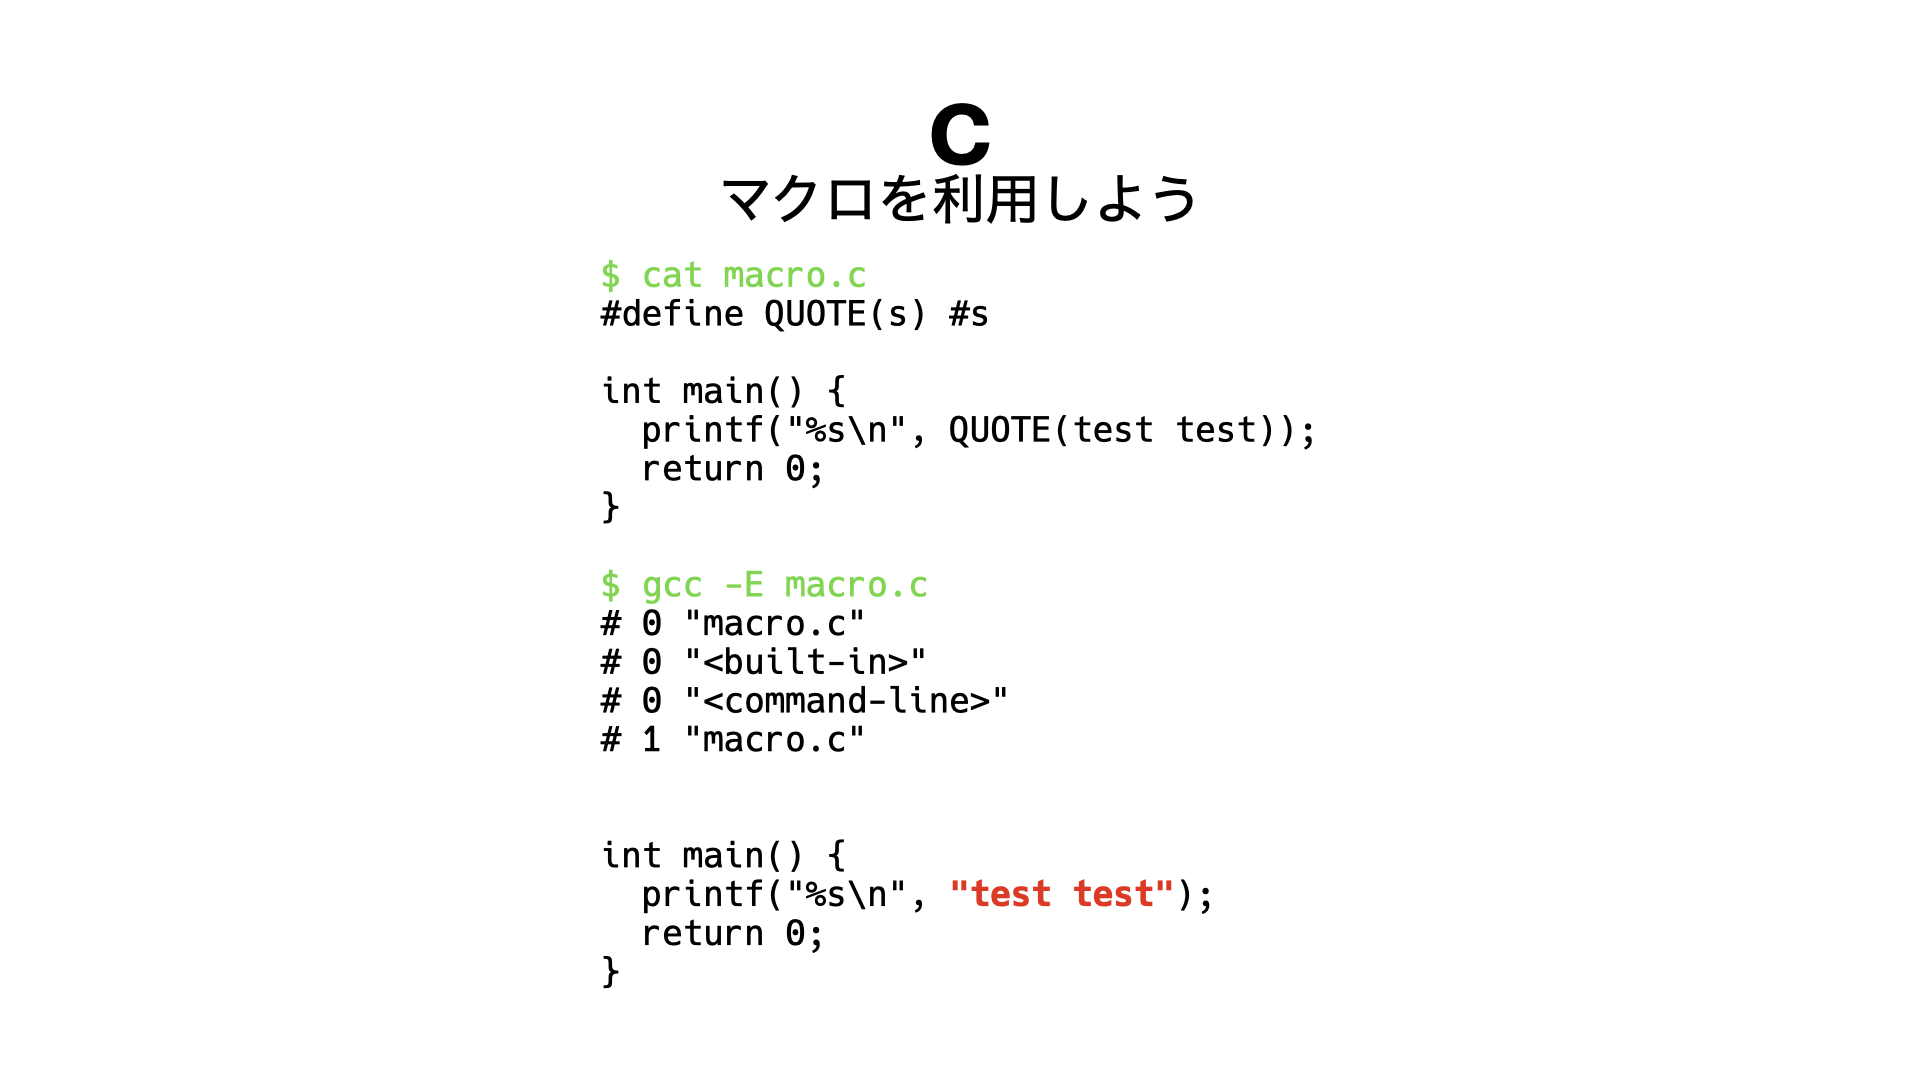 C
マクロを利用しよう
$ cat macro.c
#define QUOTE(s) #s
int main() {
  printf("%s\n", QUOTE(test test));
  return 0;
}
$ gcc -E macro.c
# 0 "macro.c"
# 0 "<built-in>"
# 0 "<command-line>"
# 1 "macro.c"
int main() {
  printf("%s\n", "test test");
  return 0;
}